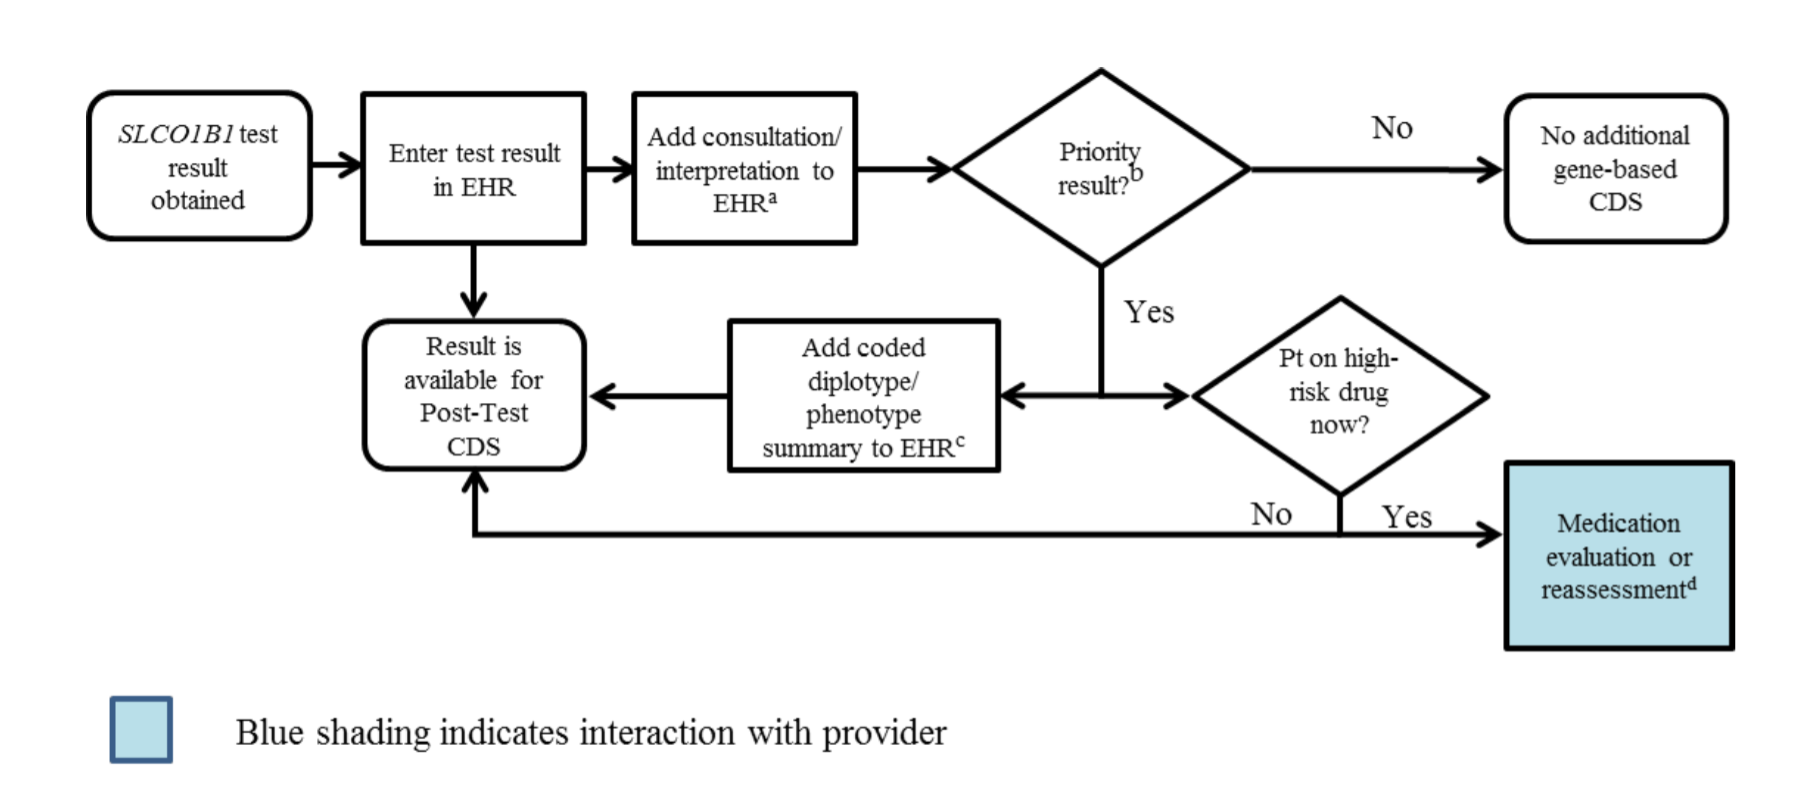 SLCO1B1 test
result
obtained
Enter test result
in EHR
Add consultation/
interpretation to
EHRa
Priority
result?b
No
No additional
gene-based
CDS
Yes
Result is
available for
Post-Test
CDS
Add coded
diplotype/
phenotype
summary to EHRc
Pt on high-
risk drug
now?
No
Yes
Medication
evaluation or
reassessmentd
Blue shading indicates interaction with provider